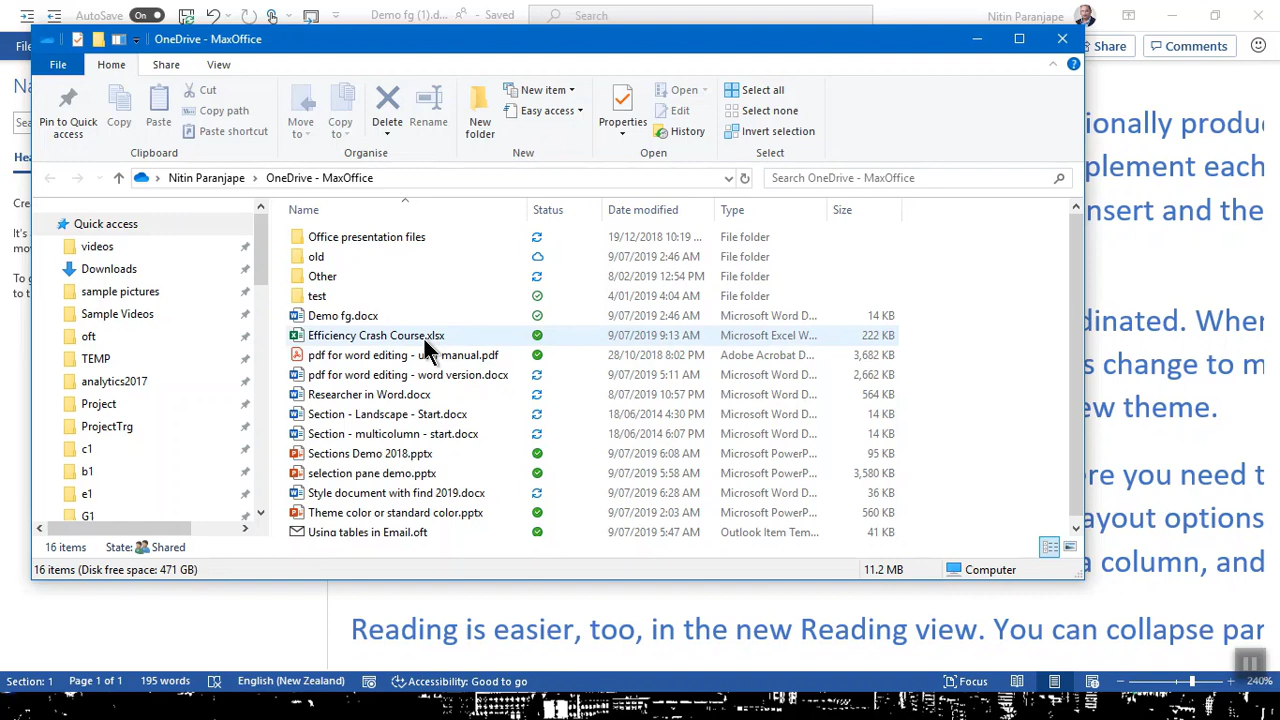 AutoSave On Demo fg (1).d... - Saved Search Nitin Paranjape
OneDrive - MaxOffice
File Home Share View
Share Comments
Pin to Quick access
Copy
Paste
Cut
Copy path
Paste shortcut
Clipboard
Move to
Copy to
Delete
Rename
Organise
New folder
New item
Easy access
New
Properties
Open
Edit
History
Open
Select all
Select none
Invert selection
Select
Nitin Paranjape > OneDrive - MaxOffice
Search OneDrive - MaxOffice
Name Status Date modified Type Size
Quick access
videos
Downloads
sample pictures
Sample Videos
oft
TEMP
analytics2017
Project
ProjectTrg
c1
b1
e1
G1
Office presentation files 19/12/2018 10:19 ... File folder
old 9/07/2019 2:46 AM File folder
Other 8/02/2019 12:54 PM File folder
test 4/01/2019 4:04 AM File folder
Demo fg.docx 9/07/2019 2:46 AM Microsoft Word D... 14 KB
Efficiency Crash Course.xlsx 9/07/2019 9:13 AM Microsoft Excel W... 222 KB
pdf for word editing - manual.pdf 28/10/2018 8:02 PM Adobe Acrobat D... 3,682 KB
pdf for word editing - word version.docx 9/07/2019 5:11 AM Microsoft Word D... 2,662 KB
Researcher in Word.docx 8/07/2019 10:57 PM Microsoft Word D... 564 KB
Section - Landscape - Start.docx 18/06/2014 4:30 PM Microsoft Word D... 14 KB
Section - multicolumn - start.docx 18/06/2014 6:07 PM Microsoft Word D... 14 KB
Sections Demo 2018.pptx 9/07/2019 6:08 AM Microsoft PowerP... 95 KB
selection pane demo.pptx 9/07/2019 5:58 AM Microsoft PowerP... 3,580 KB
Style document with find 2019.docx 9/07/2019 6:28 AM Microsoft Word D... 36 KB
Theme color or standard color.pptx 9/07/2019 2:03 AM Microsoft PowerP... 560 KB
Using tables in Email.oft 9/07/2019 5:47 AM Outlook Item Tem... 41 KB
16 items State: Shared
16 items (Disk free space: 471 GB) 11.2 MB Computer
ionally produ
plement each
nsert and the
dinated. When
s change to m
ew theme.
ere you need t
ayout options
a column, and
Reading is easier, too, in the new Reading view. You can collapse par
Section: 1 Page 1 of 1 195 words English (New Zealand) Accessibility: Good to go Focus 240%